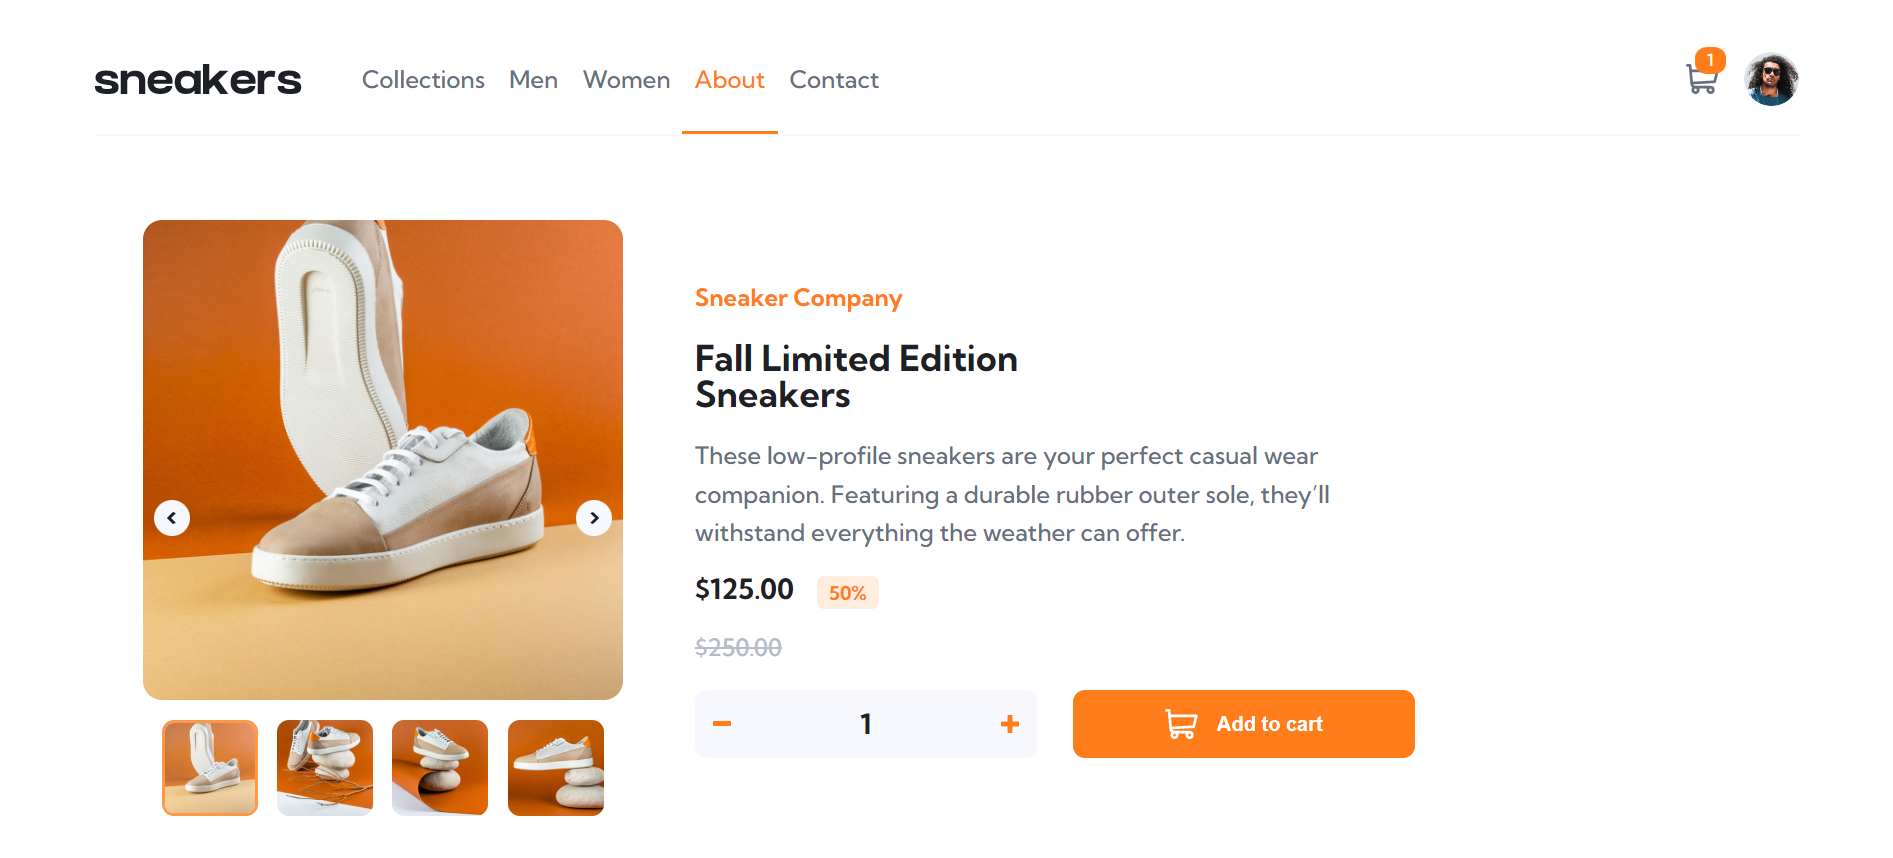 sneakers
Collections Men Women About Contact
1
Sneaker Company
Fall Limited Edition
Sneakers
These low-profile sneakers are your perfect casual wear
companion. Featuring a durable rubber outer sole, they’ll
withstand everything the weather can offer.
$125.00 50%
$250.00
1
Add to cart